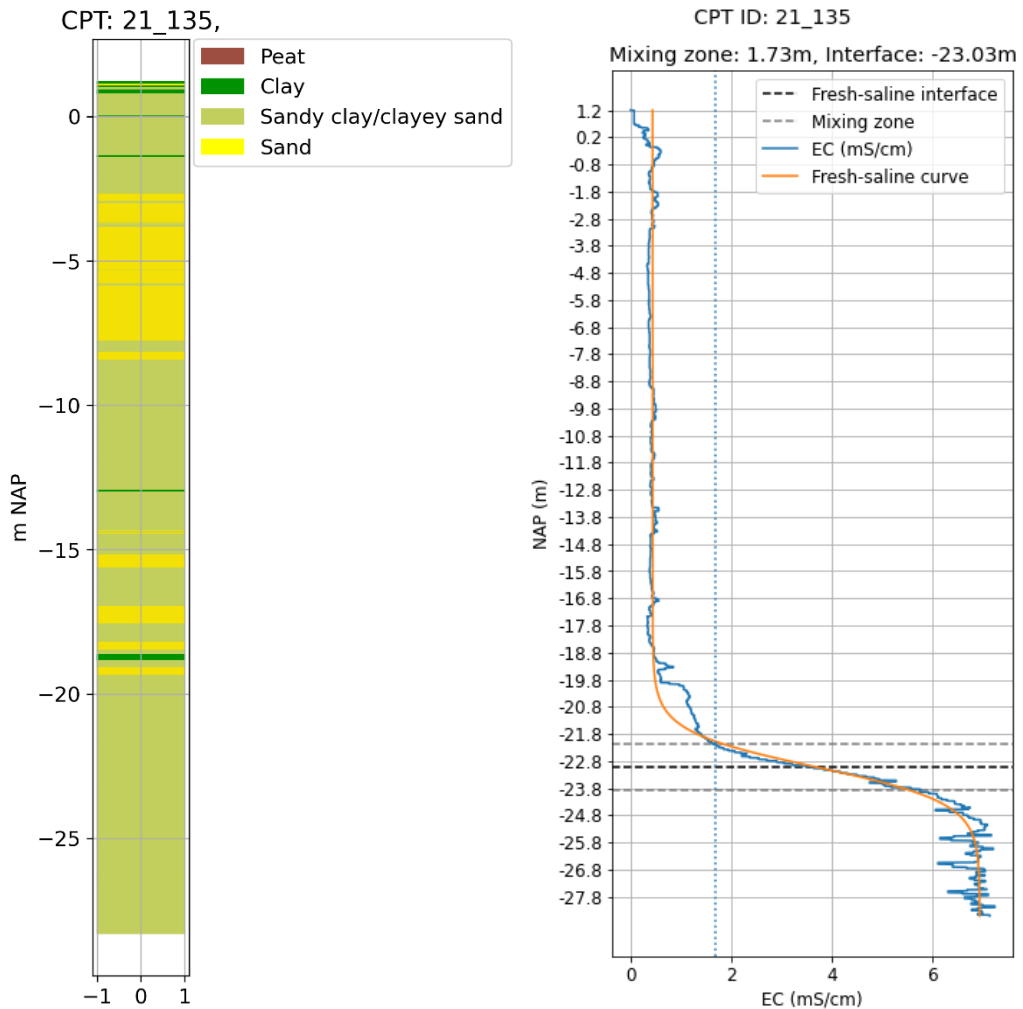 CPT: 21_135,
Peat
Clay
Sandy clay/clayey sand
Sand
0
−5
−10
−15
−20
−25
m NAP
−1 0 1
CPT ID: 21_135
Mixing zone: 1.73m, Interface: -23.03m
Fresh-saline interface
Mixing zone
EC (mS/cm)
Fresh-saline curve
1.2
0.2
-0.8
-1.8
-2.8
-3.8
-4.8
-5.8
-6.8
-7.8
-8.8
-9.8
-10.8
-11.8
-12.8
-13.8
-14.8
-15.8
-16.8
-17.8
-18.8
-19.8
-20.8
-21.8
-22.8
-23.8
-24.8
-25.8
-26.8
-27.8
NAP (m)
0 2 4 6
EC (mS/cm)